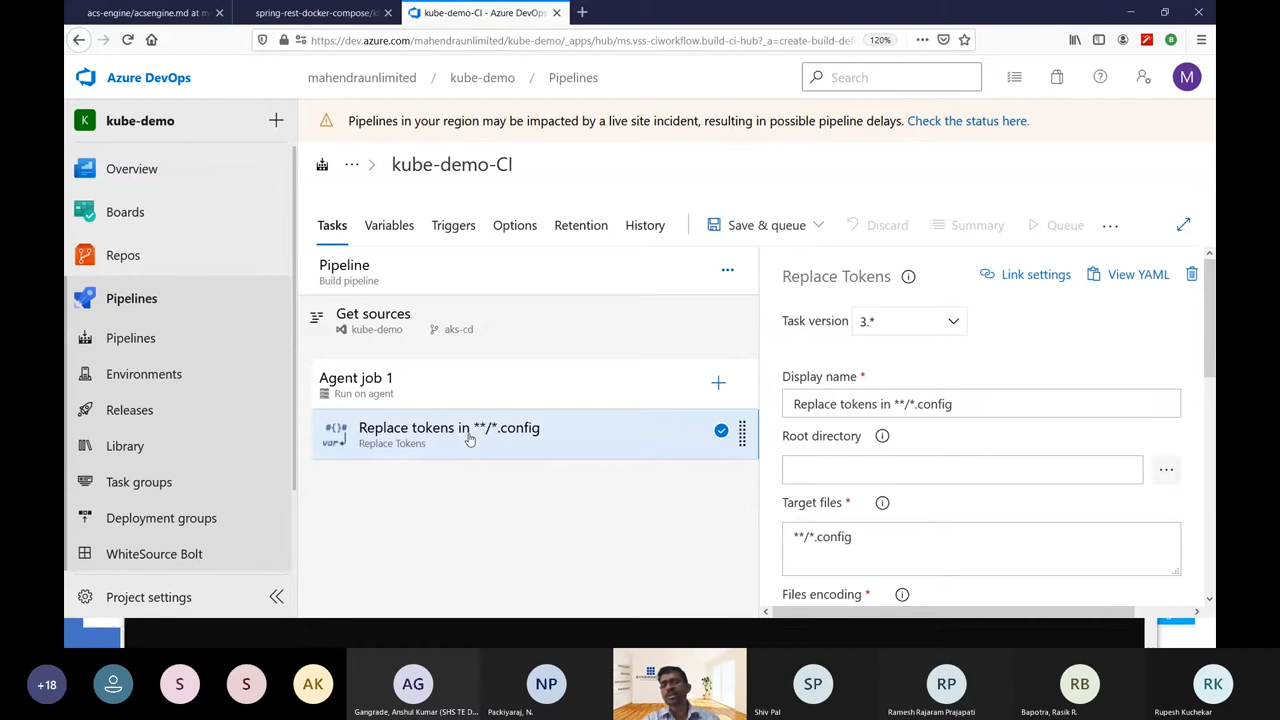 acs-engine/acsengine.md at m
spring-rest-docker-compose/k
kube-demo-CI - Azure DevOps
https://dev.azure.com/mahendraunlimited/kube-demo/_apps/hub/ms.vss-ciworkflow.build-ci-hub?_a=create-build-def
120%
Azure DevOps
mahendraunlimited / kube-demo / Pipelines
Search
M
K
kube-demo
Pipelines in your region may be impacted by a live site incident, resulting in possible pipeline delays. Check the status here.
Overview
Boards
Repos
Pipelines
Pipelines
Environments
Releases
Library
Task groups
Deployment groups
WhiteSource Bolt
Project settings
kube-demo-CI
Tasks Variables Triggers Options Retention History
Save & queue Discard Summary Queue
Pipeline
Build pipeline
Get sources
kube-demo aks-cd
Agent job 1
Run on agent
#{}#
var
Replace tokens in **/*.config
Replace Tokens
Replace Tokens
Link settings View YAML
Task version 3.*
Display name *
Replace tokens in **/*.config
Root directory
Target files *
**/*.config
Files encoding *
+18
S
S
AK
AG
Gangrade, Anshul Kumar (SHS TE D...
NP
Packiyaraj, N.
SP
Shiv Pal
RP
Ramesh Rajaram Prajapati
RB
Bapotra, Rasik R.
RK
Rupesh Kuchekar